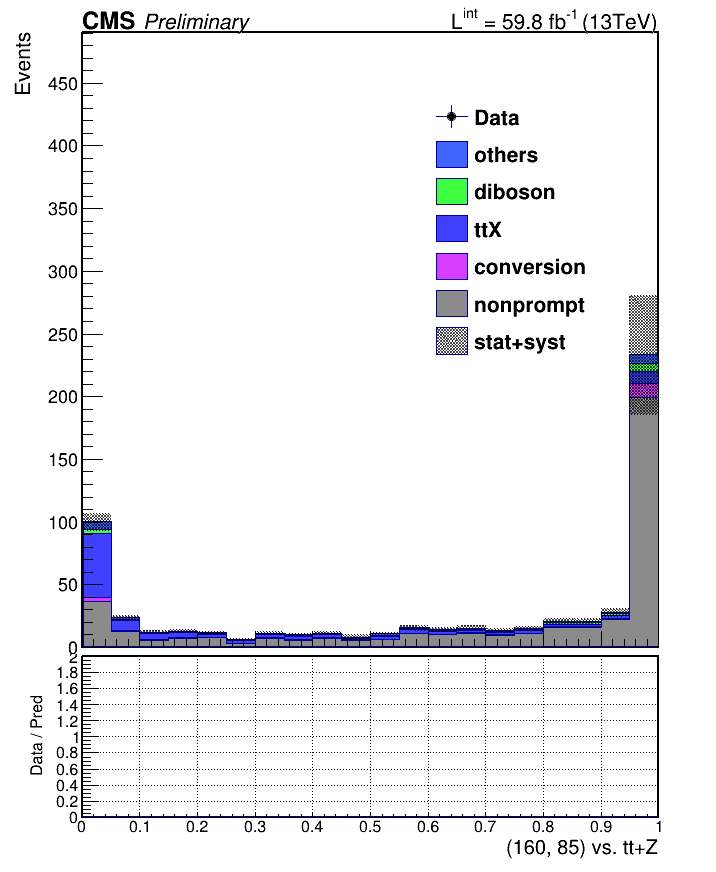 CMS Preliminary L^int = 59.8 fb^-1 (13TeV)
Events
450
400
350
300
250
200
150
100
50
0
Data
others
diboson
ttX
conversion
nonprompt
stat+syst
Data / Pred
2
1.8
1.6
1.4
1.2
1
0.8
0.6
0.4
0.2
0
0 0.1 0.2 0.3 0.4 0.5 0.6 0.7 0.8 0.9 1
(160, 85) vs. tt+Z